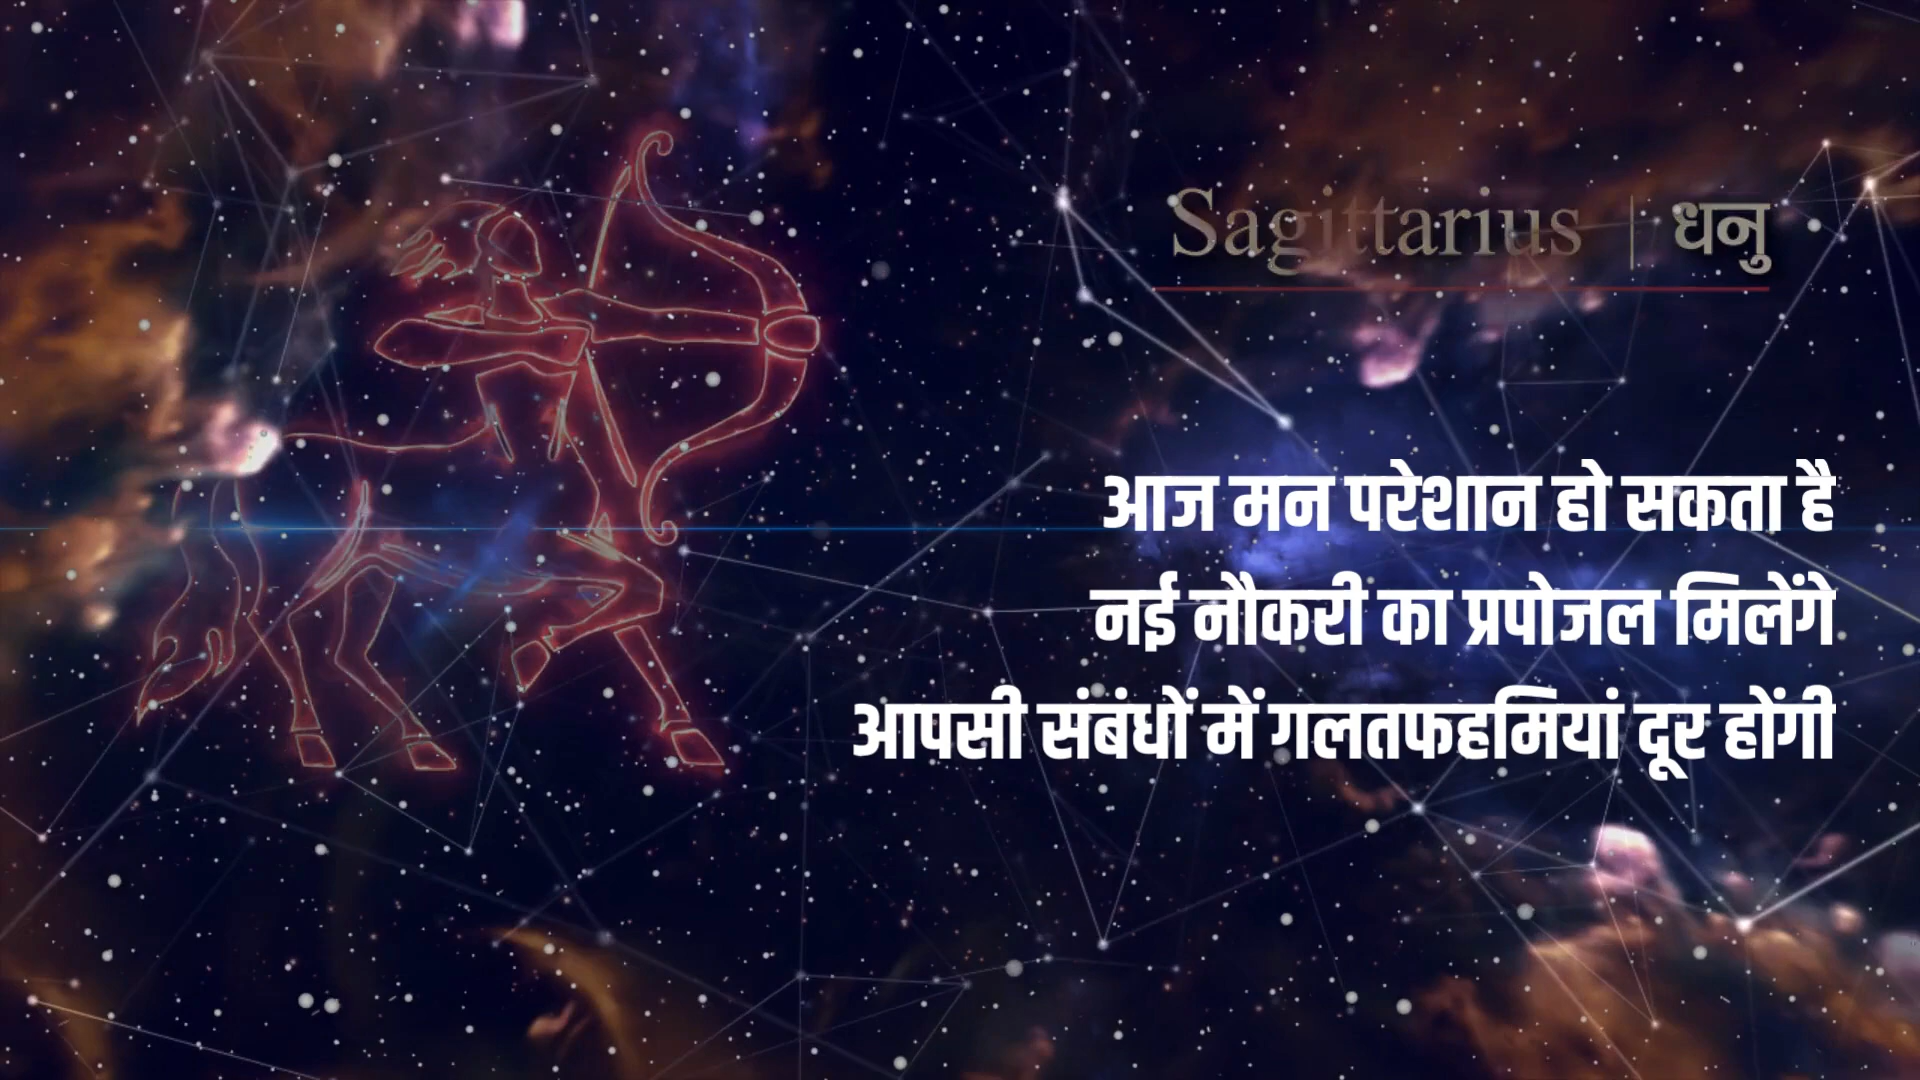 Sagittarius | धनु
आज मन परेशान हो सकता है
नई नौकरी का प्रपोजल मिलेंगे
आपसी संबंधों में गलतफहमियां दूर होंगी